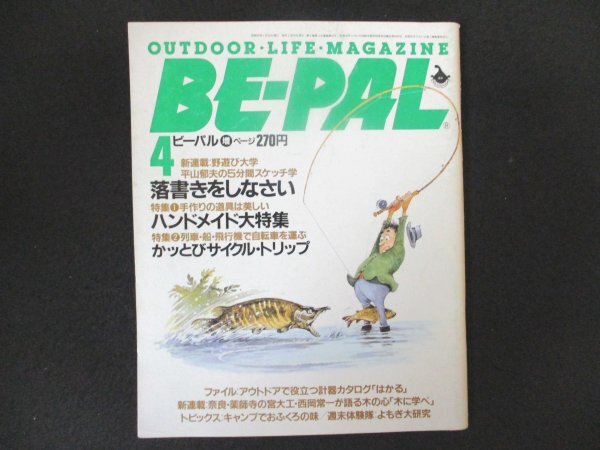 OUTDOOR・LIFE・MAGAZINE
BE-PAL®
4 ビーパル 増ページ 270円
新連載:野遊び大学
平山郁夫の5分間スケッチ学
落書きをしなさい
特集❶手作りの道具は美しい
ハンドメイド大特集
特集❷列車・船・飛行機で自転車を運ぶ
かッとびサイクル・トリップ
ファイル:アウトドアで役立つ計器カタログ「はかる」
新連載:奈良・薬師寺の宮大工・西岡常一が語る木の心「木に学べ」
トピックス:キャンプでおふくろの味／週末体験隊:よもぎ大研究